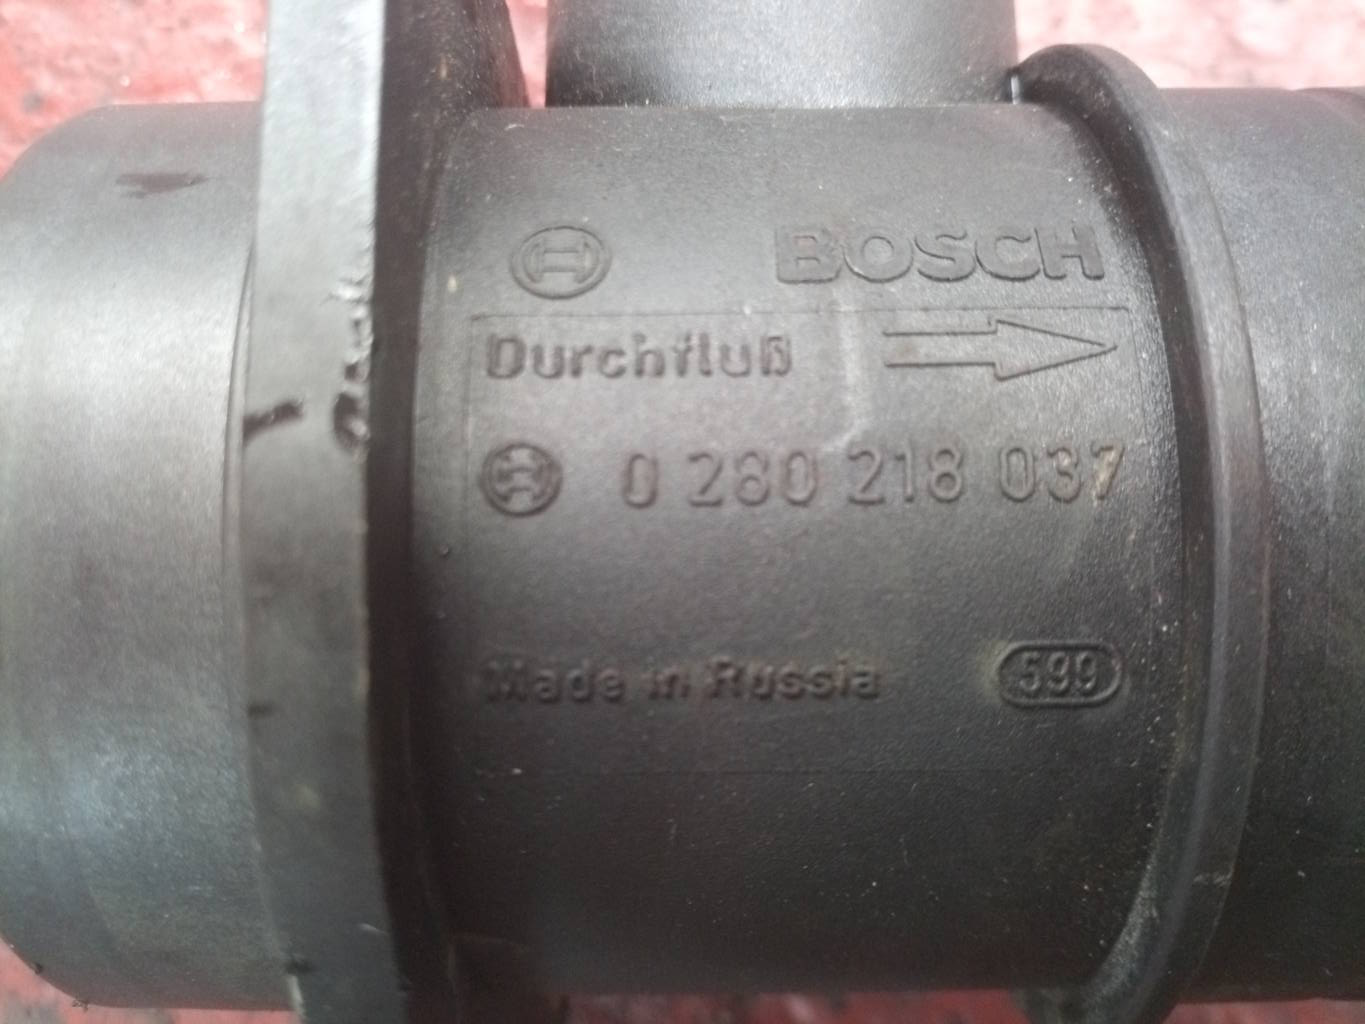 BOSCH
Durchfluß
0 280 218 037
Made in Russia 599